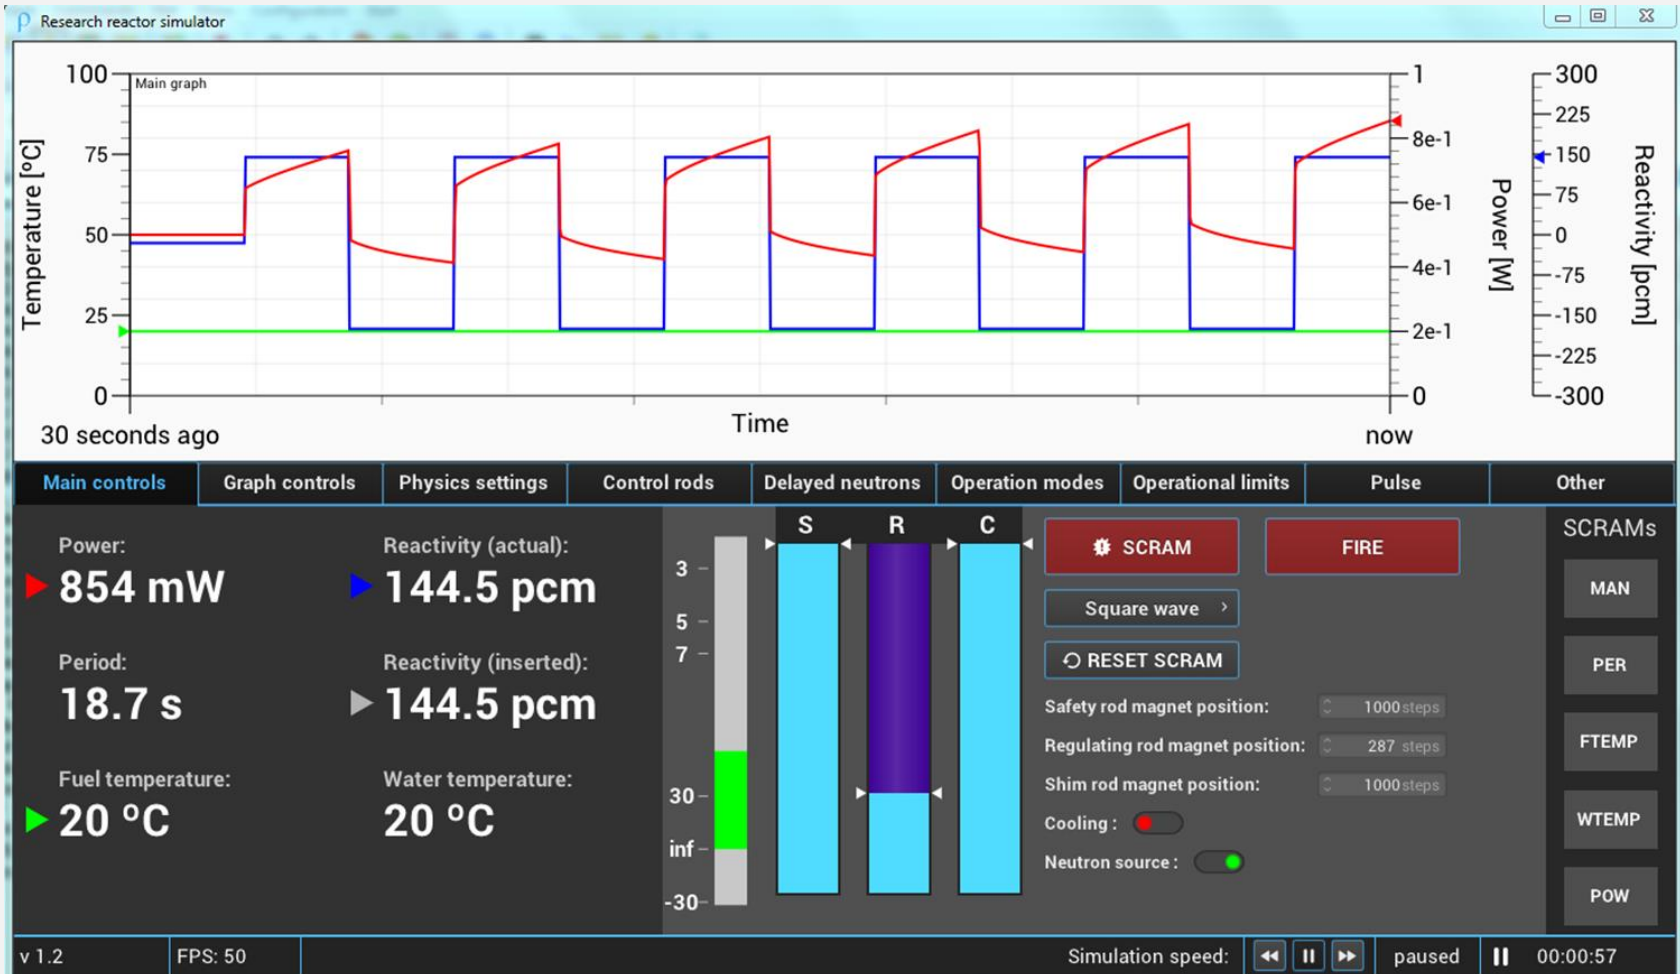 ρ Research reactor simulator
Main graph
Temperature [ºC]
100
75
50
25
0
1
8e-1
6e-1
4e-1
2e-1
0
Power [W]
300
225
150
75
0
-75
-150
-225
-300
Reactivity [pcm]
30 seconds ago
Time
now
Main controls
Graph controls
Physics settings
Control rods
Delayed neutrons
Operation modes
Operational limits
Pulse
Other
Power:
854 mW
Reactivity (actual):
144.5 pcm
Period:
18.7 s
Reactivity (inserted):
144.5 pcm
Fuel temperature:
20 ºC
Water temperature:
20 ºC
3
5
7
30
inf
-30
S
R
C
SCRAM
FIRE
Square wave
RESET SCRAM
Safety rod magnet position: 1000 steps
Regulating rod magnet position: 287 steps
Shim rod magnet position: 1000 steps
Cooling :
Neutron source :
SCRAMs
MAN
PER
FTEMP
WTEMP
POW
v 1.2
FPS: 50
Simulation speed:
paused
00:00:57